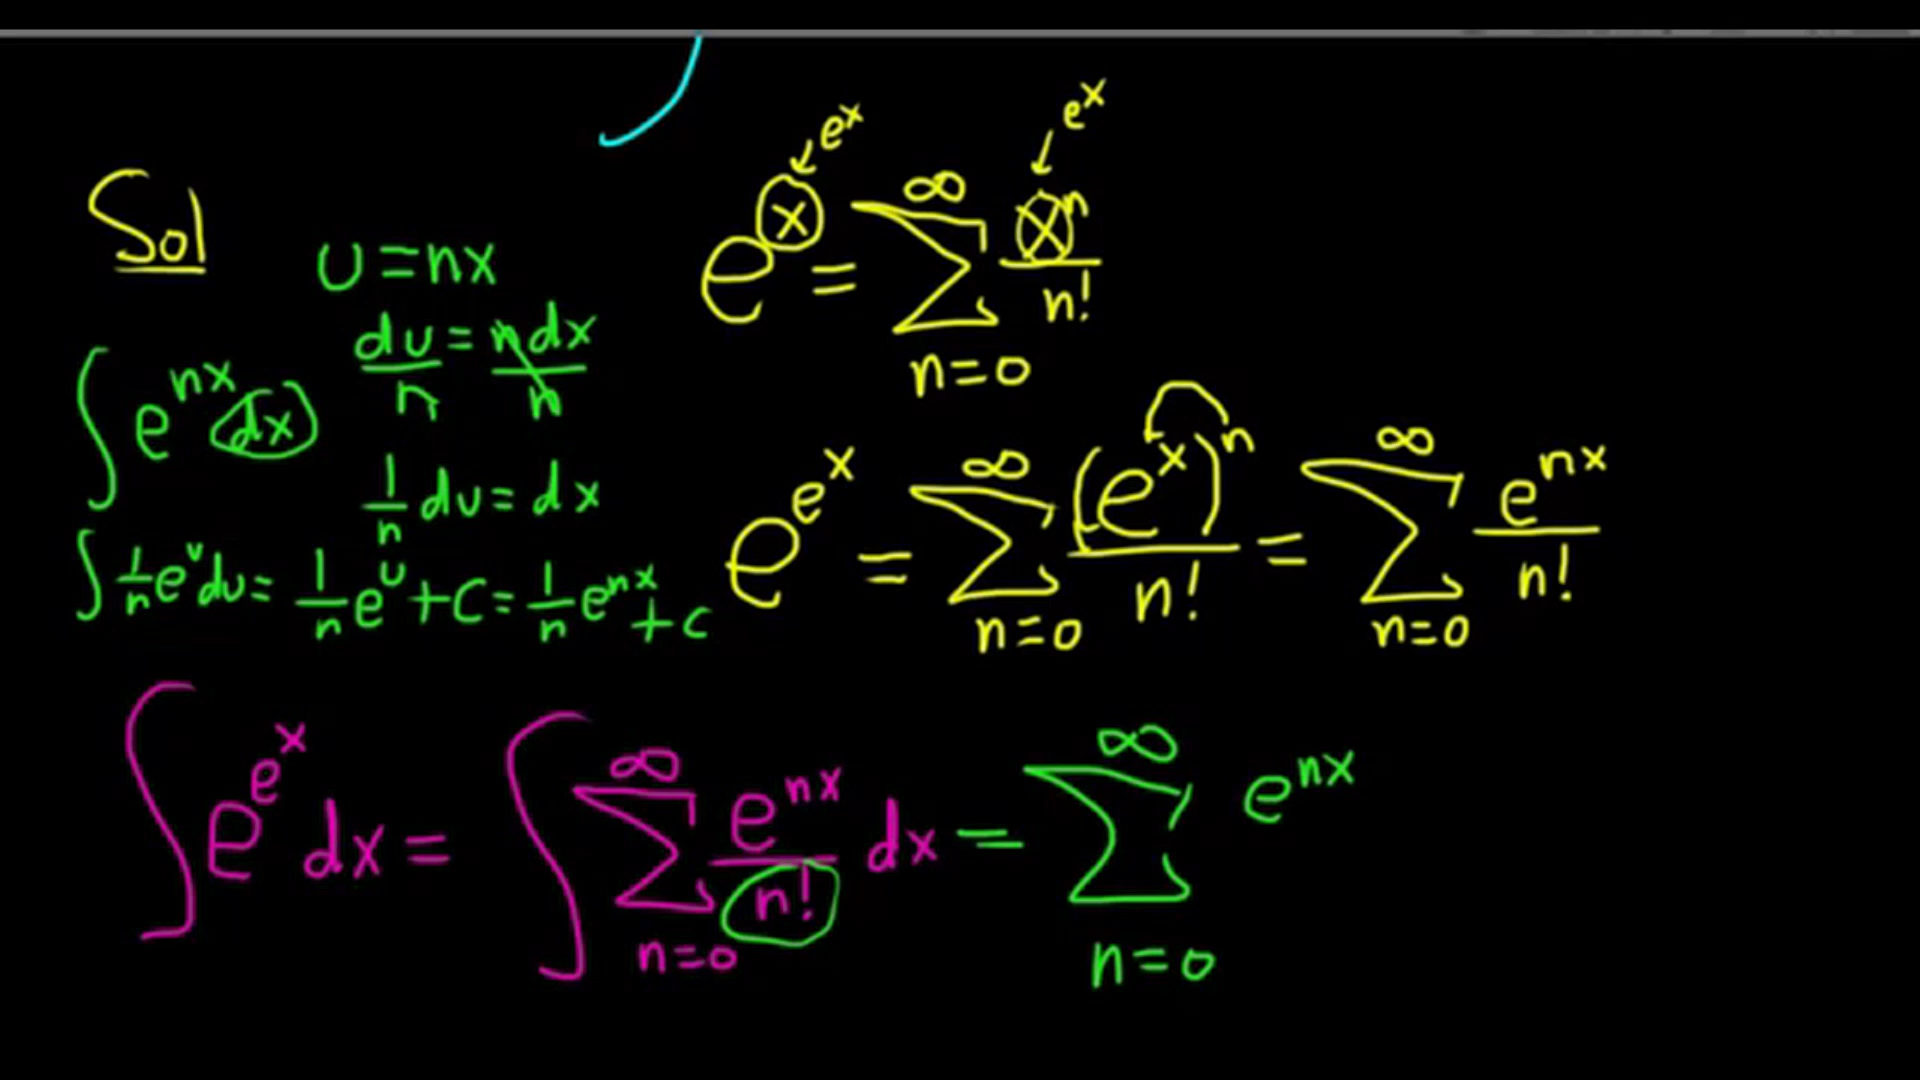 Sol
u = nx
du/n = ndx/n
∫ e^{nx} dx
1/n du = dx
∫ 1/n e^u du = 1/n e^u + C = 1/n e^{nx} + C
e^x e^x
e^x = ∑_{n=0}^{∞} x^n/n!
e^{e^x} = ∑_{n=0}^{∞} (e^x)^n/n! = ∑_{n=0}^{∞} e^{nx}/n!
∫ e^{e^x} dx = ∫ ∑_{n=0}^{∞} e^{nx}/n! dx = ∑_{n=0}^{∞} e^{nx}